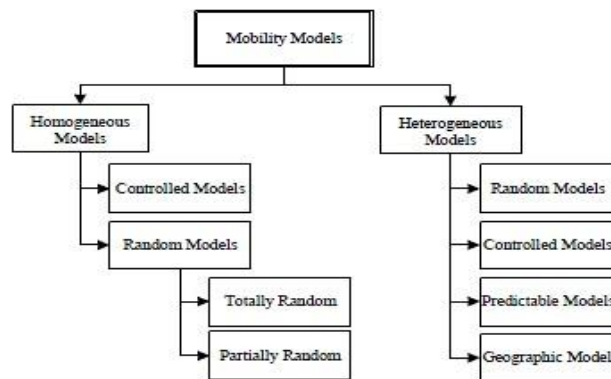 Mobility Models
Homogeneous
Models
Controlled Models
Random Models
Totally Random
Partially Random
Heterogeneous
Models
Random Models
Controlled Models
Predictable Models
Geographic Model